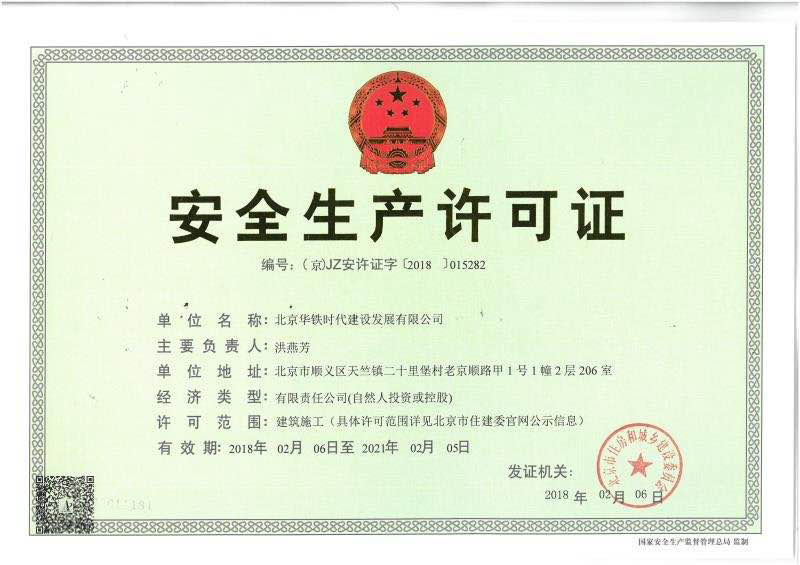 安全生产许可证
编号：（京）JZ安许证字〔2018 〕015282
单位名称：北京华铁时代建设发展有限公司
主要负责人：洪燕芳
单位地址：北京市顺义区天竺镇二十里堡村老京顺路甲1号1幢2层206室
经济类型：有限责任公司(自然人投资或控股)
许可范围：建筑施工（具体许可范围详见北京市住建委官网公示信息）
有效期：2018年 02月 06日至 2021年 02月 05日
发证机关：
北京市住房和城乡建设委员会
2018 年 02月 06 日
国家安全生产监督管理总局 监制